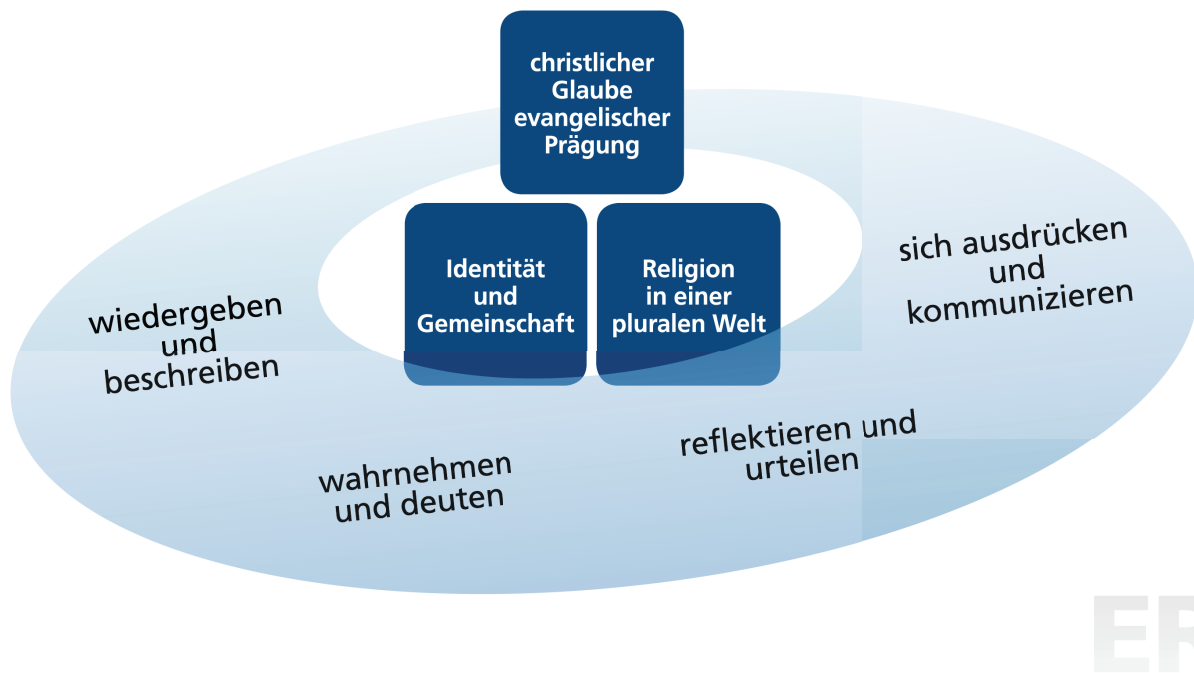 christlicher
Glaube
evangelischer
Prägung
Identität
und
Gemeinschaft
Religion
in einer
pluralen Welt
sich ausdrücken
und
kommunizieren
wiedergeben
und
beschreiben
reflektieren und
urteilen
wahrnehmen
und deuten
ER